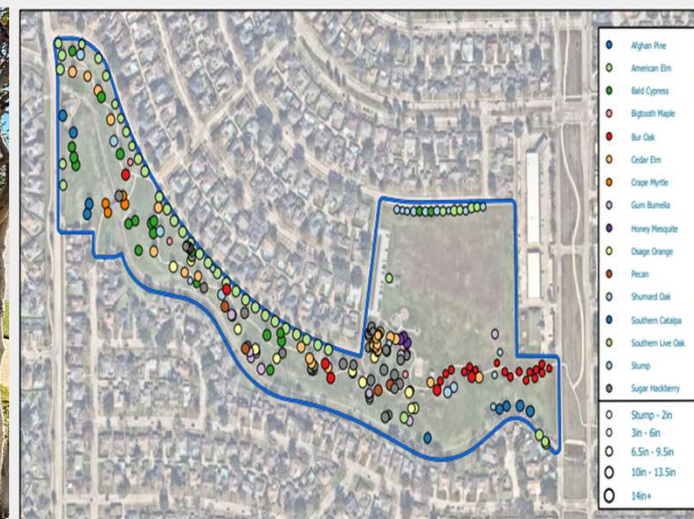 Afghan Pine
American Elm
Bald Cypress
Bigtooth Maple
Bur Oak
Cedar Elm
Crape Myrtle
Gum Bumelia
Honey Mesquite
Osage Orange
Pecan
Shumard Oak
Southern Catalpa
Southern Live Oak
Stump
Sugar Hackberry
Stump - 2in
3in - 6in
6.5in - 9.5in
10in - 13.5in
14in+